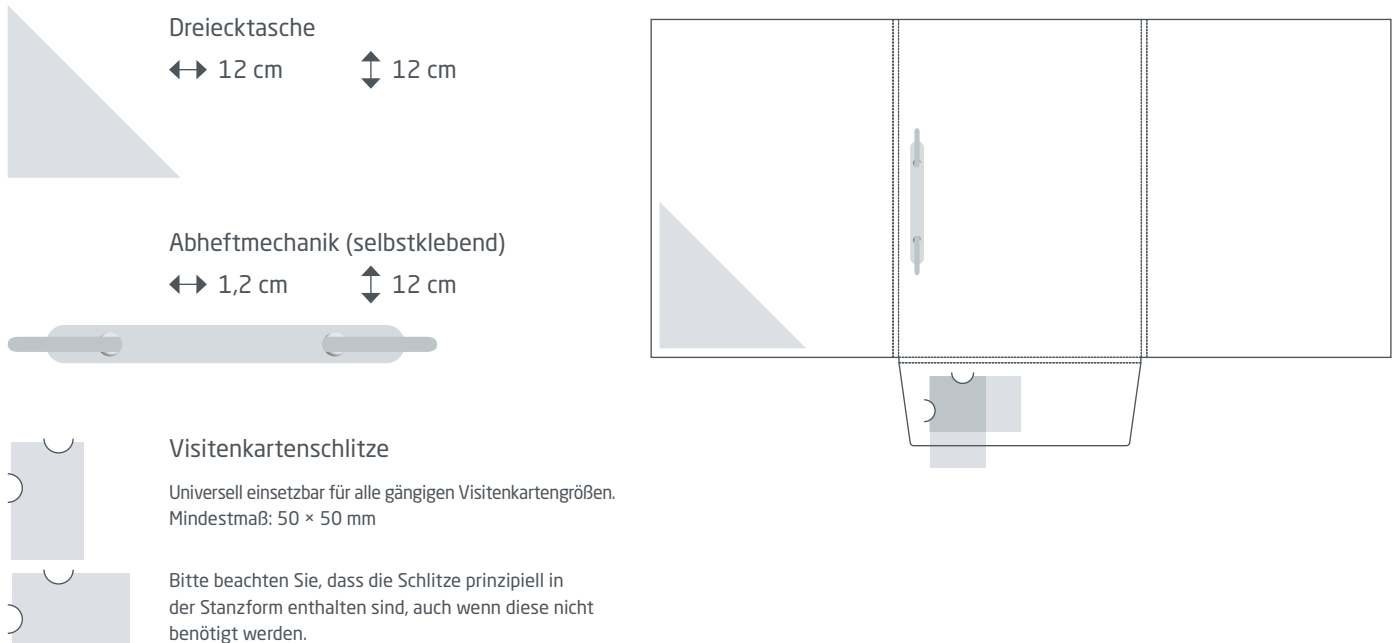 Dreiecktasche
12 cm 12 cm
Abheftmechanik (selbstklebend)
1,2 cm 12 cm
Visitenkartenschlitze
Universell einsetzbar für alle gängigen Visitenkartengrößen.
Mindestmaß: 50 × 50 mm
Bitte beachten Sie, dass die Schlitze prinzipiell in
der Stanzform enthalten sind, auch wenn diese nicht
benötigt werden.